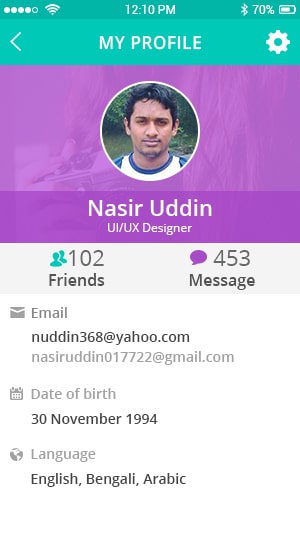 12:10 PM
70%
MY PROFILE
Nasir Uddin
UI/UX Designer
102
453
Friends
Message
Email
nuddin368@yahoo.com
nasiruddin017722@gmail.com
Date of birth
30 November 1994
Language
English, Bengali, Arabic